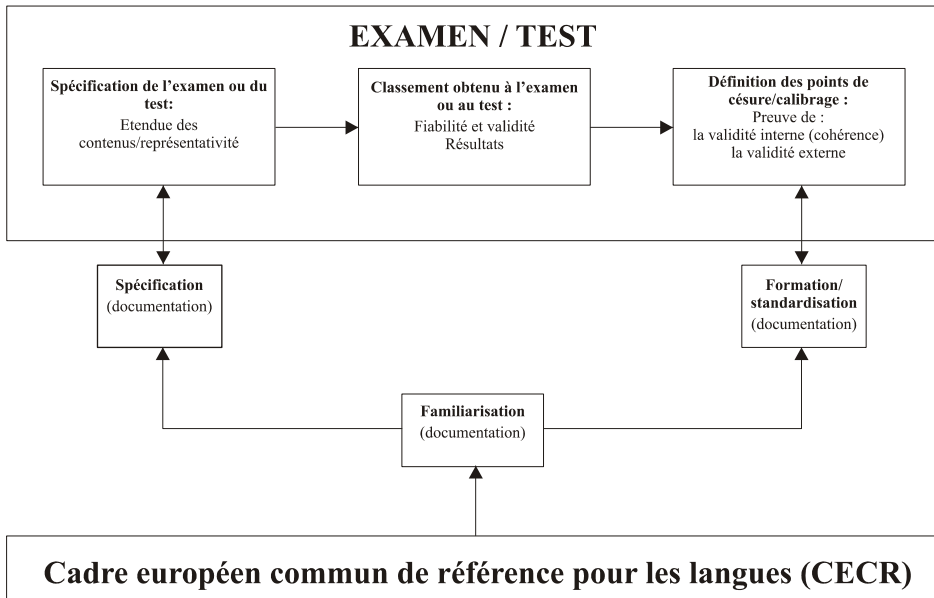 EXAMEN / TEST
Spécification de l'examen ou du
test:
Etendue des
contenus/représentativité
Classement obtenu à l'examen
ou au test :
Fiabilité et validité
Résultats
Définition des points de
césure/calibrage :
Preuve de :
la validité interne (cohérence)
la validité externe
Spécification
(documentation)
Formation/
standardisation
(documentation)
Familiarisation
(documentation)
Cadre européen commun de référence pour les langues (CECR)